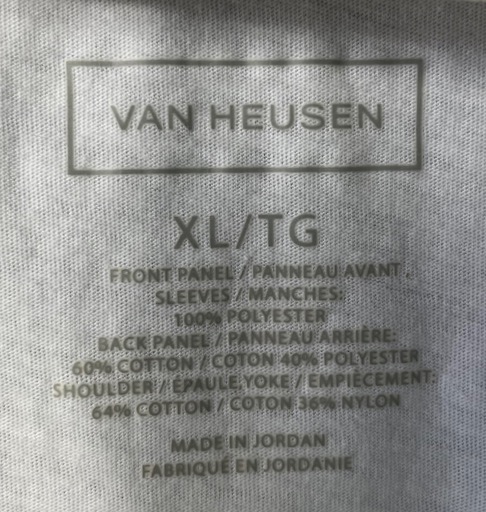 VAN HEUSEN
XL/TG
FRONT PANEL / PANNEAU AVANT,
SLEEVES / MANCHES:
100% POLYESTER
BACK PANEL / PANNEAU ARRIÈRE:
60% COTTON / COTON 40% POLYESTER
SHOULDER / ÉPAULE,YOKE / EMPIÈCEMENT:
64% COTTON / COTON 36% NYLON
MADE IN JORDAN
FABRIQUÉ EN JORDANIE